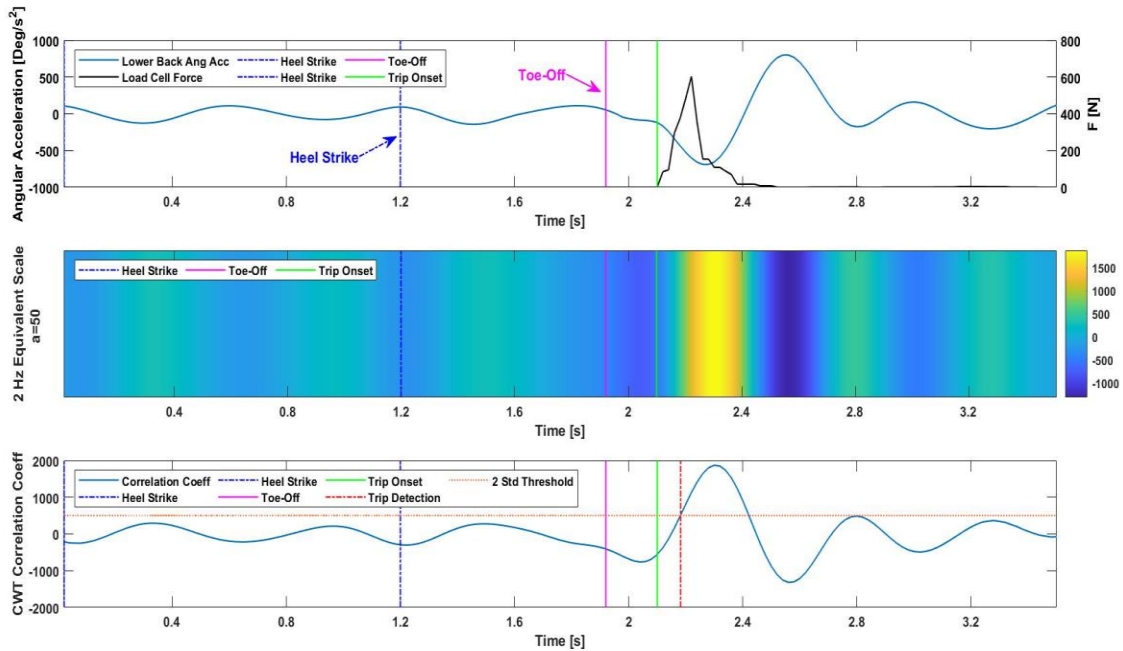 Angular Acceleration [Deg/s²]
1000
500
0
-500
-1000
Lower Back Ang Acc Heel Strike Toe-Off
Load Cell Force Heel Strike Trip Onset
Toe-Off
Heel Strike
800
600
400
200
0
F [N]
0.4 0.8 1.2 1.6 2 2.4 2.8 3.2
Time [s]
2 Hz Equivalent Scale
a=50
Heel Strike Toe-Off Trip Onset
1500
1000
500
0
-500
-1000
0.4 0.8 1.2 1.6 2 2.4 2.8 3.2
Time [s]
CWT Correlation Coeff
2000
1000
0
-1000
-2000
Correlation Coeff Heel Strike Trip Onset 2 Std Threshold
Heel Strike Toe-Off Trip Detection
0.4 0.8 1.2 1.6 2 2.4 2.8 3.2
Time [s]